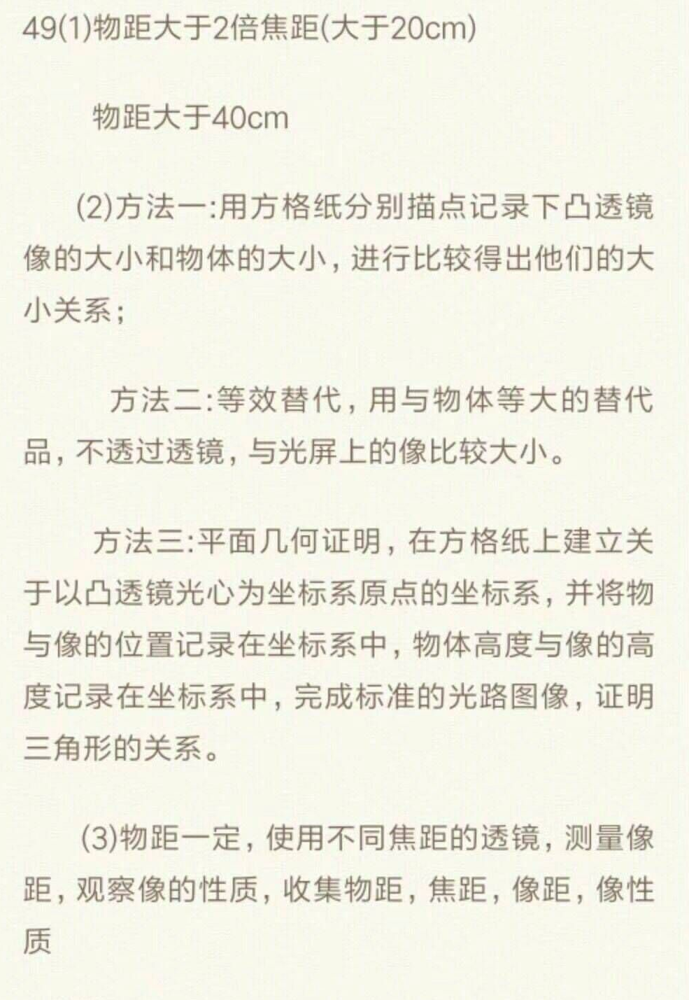 49(1)物距大于2倍焦距(大于20cm)
物距大于40cm
(2)方法一:用方格纸分别描点记录下凸透镜
像的大小和物体的大小，进行比较得出他们的大
小关系；
方法二:等效替代，用与物体等大的替代
品，不透过透镜，与光屏上的像比较大小。
方法三:平面几何证明，在方格纸上建立关
于以凸透镜光心为坐标系原点的坐标系，并将物
与像的位置记录在坐标系中，物体高度与像的高
度记录在坐标系中，完成标准的光路图像，证明
三角形的关系。
(3)物距一定，使用不同焦距的透镜，测量像
距，观察像的性质，收集物距，焦距，像距，像性
质